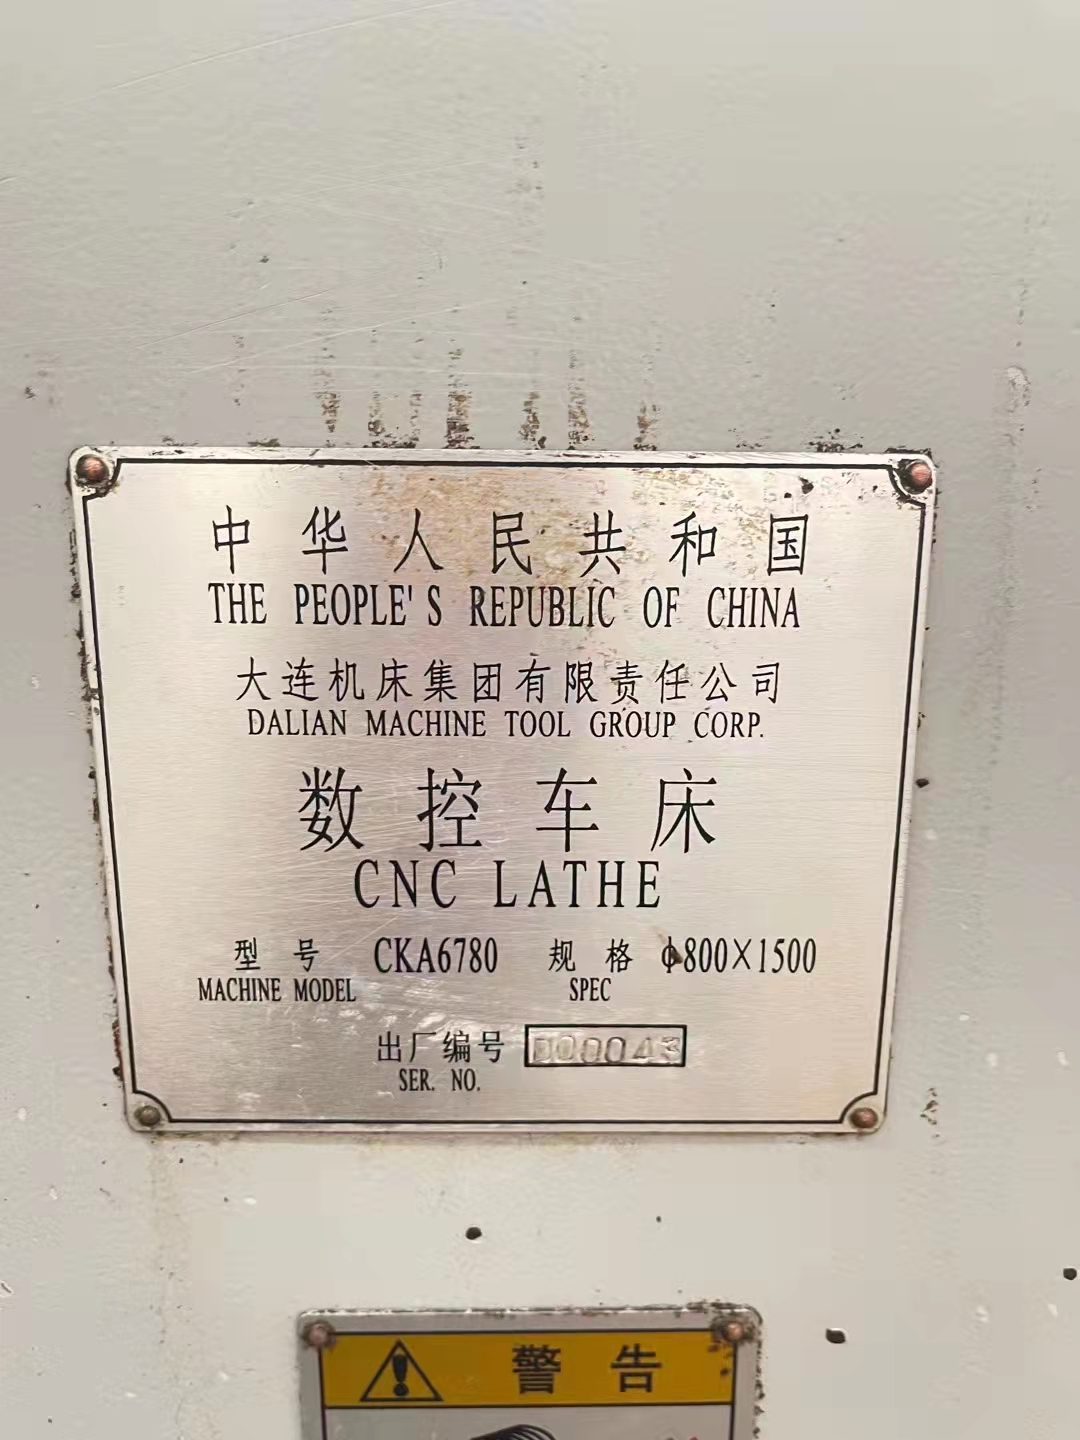 中华人民共和国
THE PEOPLE'S REPUBLIC OF CHINA
大连机床集团有限责任公司
DALIAN MACHINE TOOL GROUP CORP.
数控车床
CNC LATHE
型号 CKA6780 规格 ϕ800×1500
MACHINE MODEL SPEC
出厂编号 D00043
SER. NO.
警告